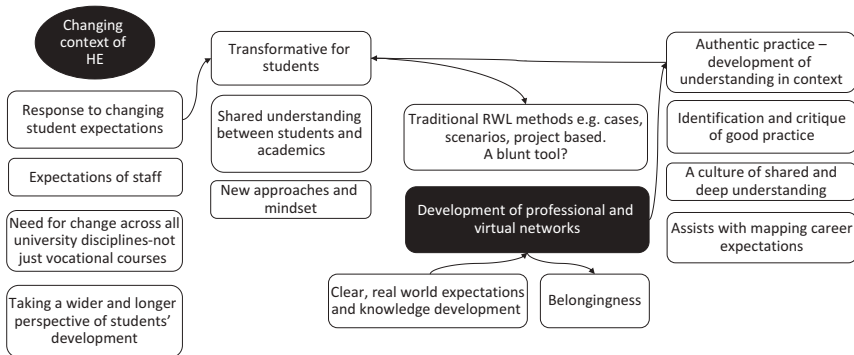 Changing
context of
HE
Response to changing
student expectations
Expectations of staff
Need for change across all
university disciplines-not
just vocational courses
Taking a wider and longer
perspective of students’
development
Transformative for
students
Shared understanding
between students and
academics
New approaches and
mindset
Traditional RWL methods e.g. cases,
scenarios, project based.
A blunt tool?
Development of professional and
virtual networks
Clear, real world expectations
and knowledge development
Belongingness
Authentic practice –
development of
understanding in context
Identification and critique
of good practice
A culture of shared and
deep understanding
Assists with mapping career
expectations